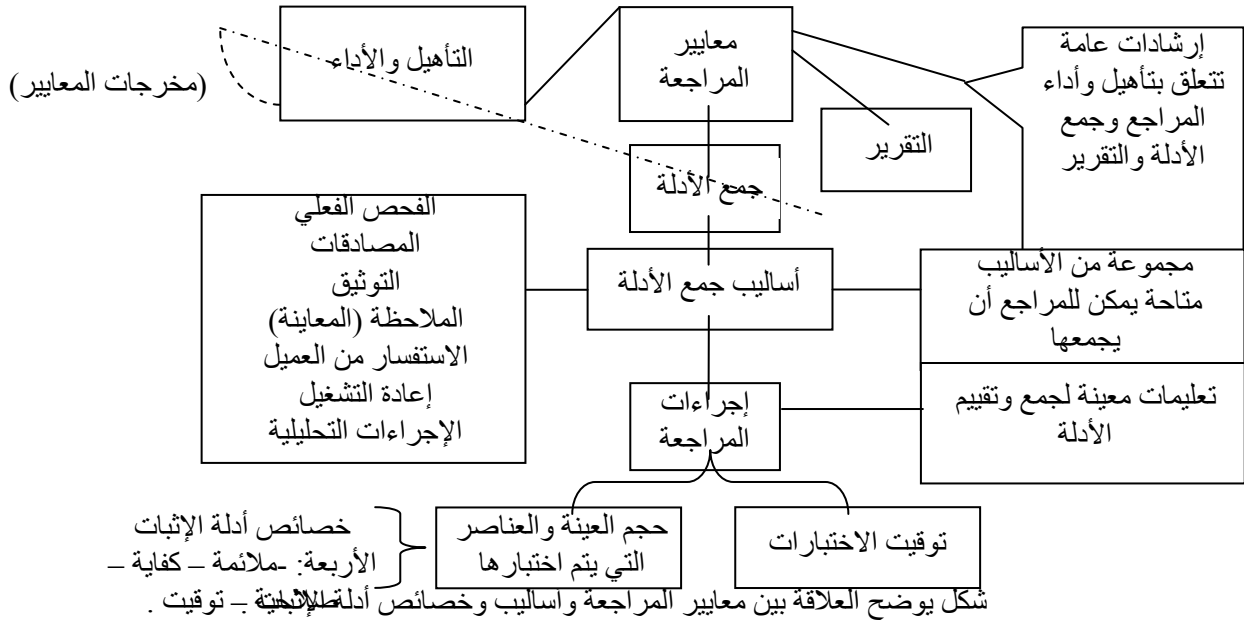 إرشادات عامة
تتعلق بتأهيل وأداء
المراجع وجمع
الأدلة والتقرير
معايير
المراجعة
التأهيل والأداء
(مخرجات المعايير)
التقرير
جمع الأدلة
مجموعة من الأساليب
متاحة يمكن للمراجع أن
يجمعها
أساليب جمع الأدلة
الفحص الفعلي
المصادقات
التوثيق
الملاحظة (المعاينة)
الاستفسار من العميل
إعادة التشغيل
الإجراءات التحليلية
تعليمات معينة لجمع وتقييم
الأدلة
إجراءات
المراجعة
توقيت الاختبارات
حجم العينة والعناصر
التي يتم اختبارها
خصائص أدلة الإثبات
الأربعة: -ملائمة – كفاية –
– توقيت .
شكل يوضح العلاقة بين معايير المراجعة وأساليب وخصائص أدلة الإثبات